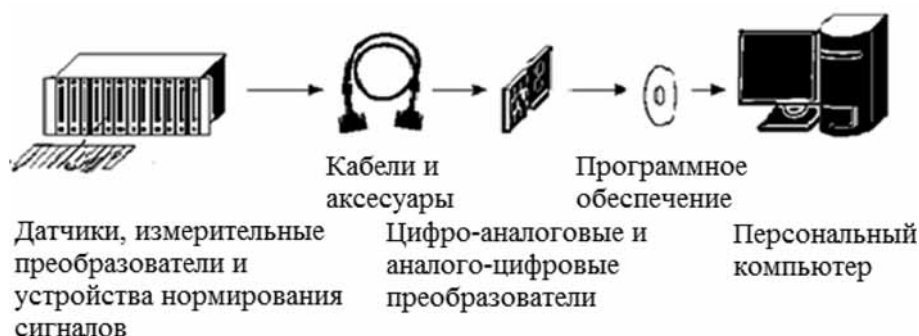 Кабели и
аксесуары
Программное
обеспечение
Датчики, измерительные
преобразователи и
устройства нормирования
сигналов
Цифро-аналоговые и
аналого-цифровые
преобразователи
Персональный
компьютер